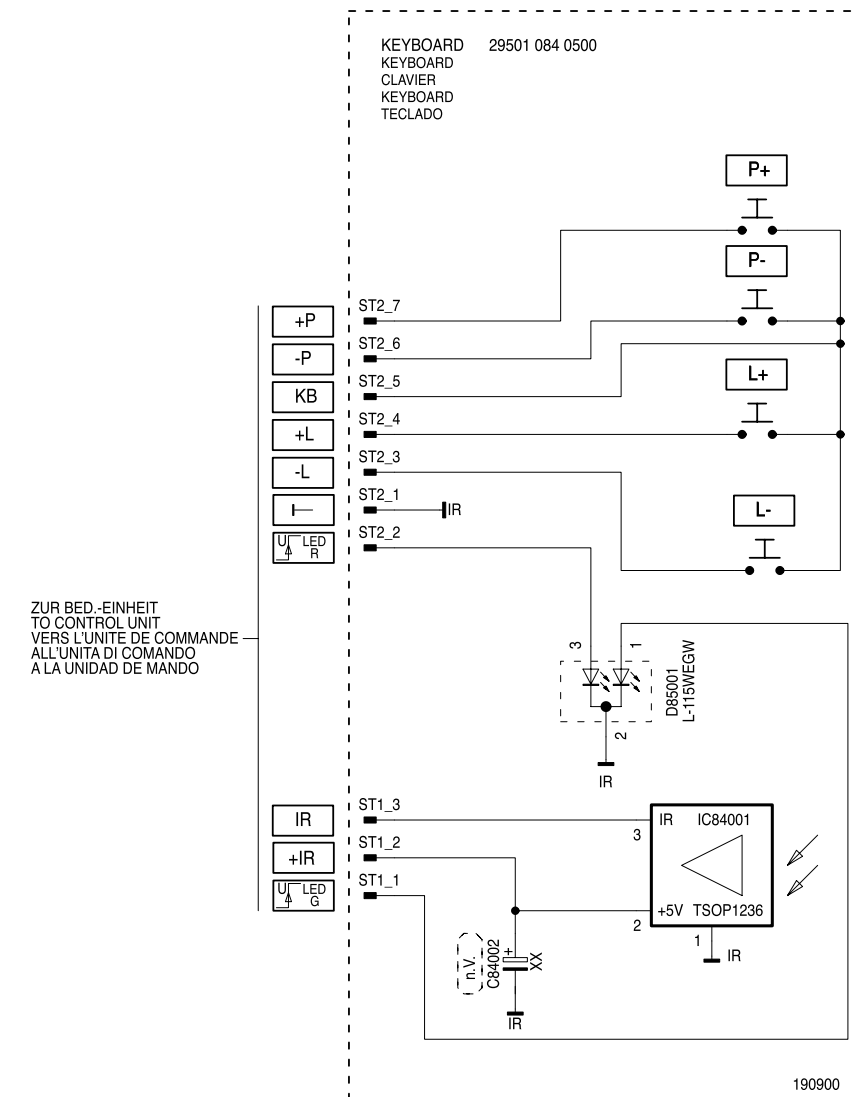 KEYBOARD 29501 084 0500
KEYBOARD
CLAVIER
KEYBOARD
TECLADO
P+
P-
L+
L-
+P ST2_7
-P ST2_6
KB ST2_5
+L ST2_4
-L ST2_3
ST2_1 IR
U LED R ST2_2
ZUR BED.-EINHEIT
TO CONTROL UNIT
VERS L'UNITE DE COMMANDE
ALL'UNITA DI COMANDO
A LA UNIDAD DE MANDO
3 1
D85001
L-115WEGW
2
IR
IR ST1_3
+IR ST1_2
U LED G ST1_1
3 IR IC84001
2 +5V TSOP1236
1 IR
n.V.
C84002
+
XX
IR
190900